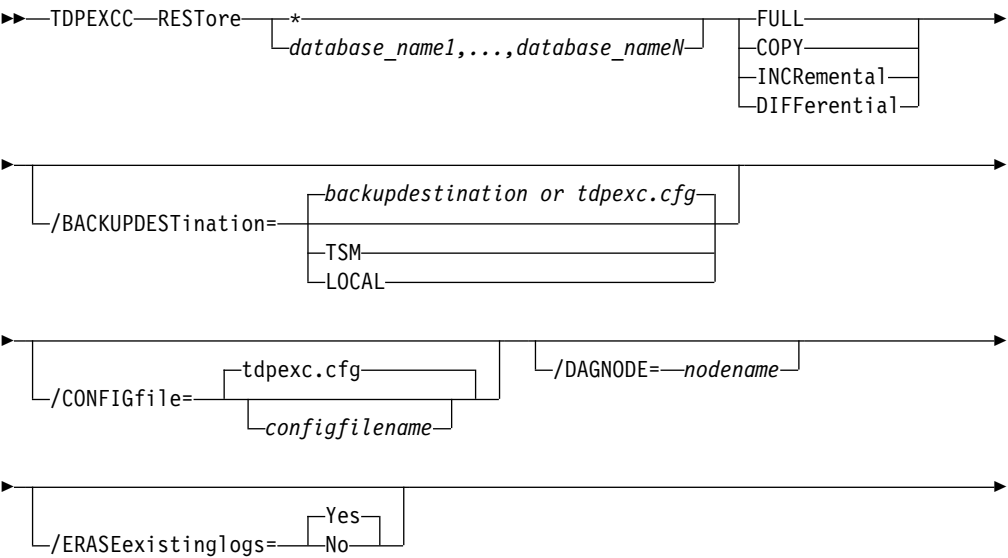 TDPEXCC RESTore * FULL
database_name1,...,database_nameN COPY
INCRemental
DIFFerential
backupdestination or tdpexc.cfg
/BACKUPDESTination=
TSM
LOCAL
tdpexc.cfg /DAGNODE= nodename
/CONFIGfile=
configfilename
Yes
/ERASEexistinglogs= No